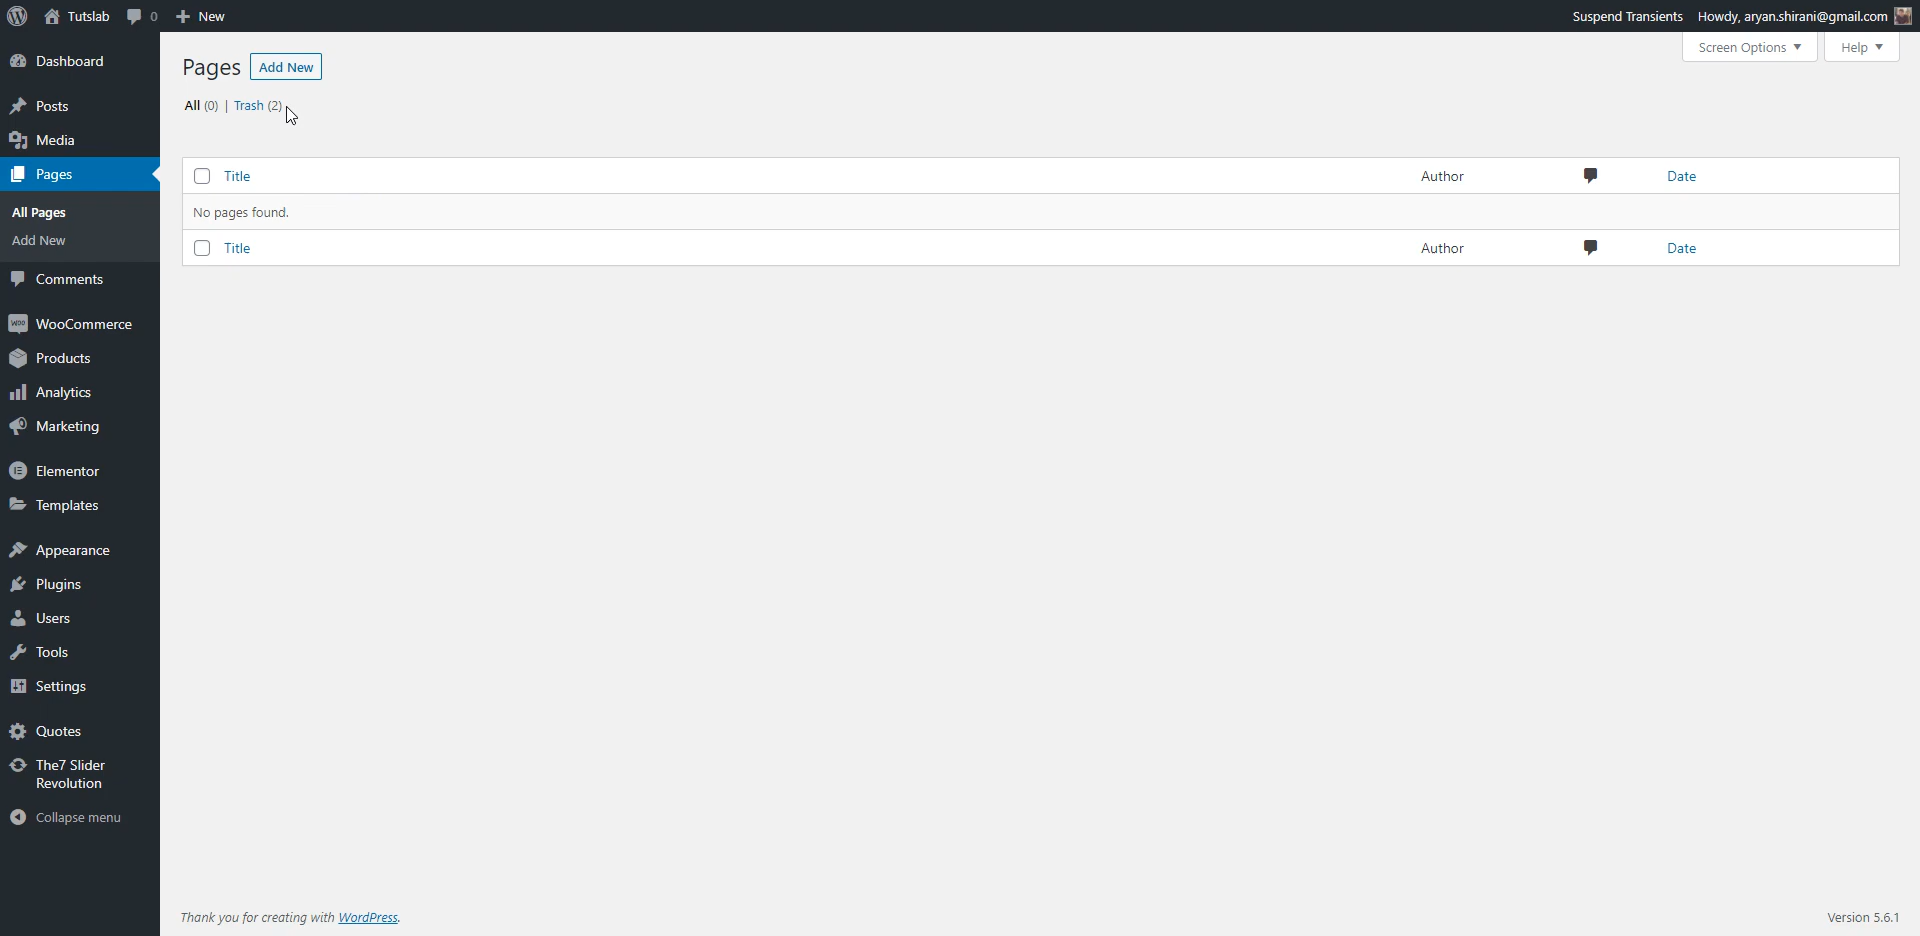 Tutslab 0 New Suspend Transients Howdy, aryan.shirani@gmail.com
Screen Options Help
Dashboard
Posts
Media
Pages
All Pages
Add New
Comments
WooCommerce
Products
Analytics
Marketing
Elementor
Templates
Appearance
Plugins
Users
Tools
Settings
Quotes
The7 Slider
Revolution
Collapse menu
Pages Add New
All (0) | Trash (2)
Title Author Date
No pages found.
Title Author Date
Thank you for creating with WordPress.
Version 5.6.1